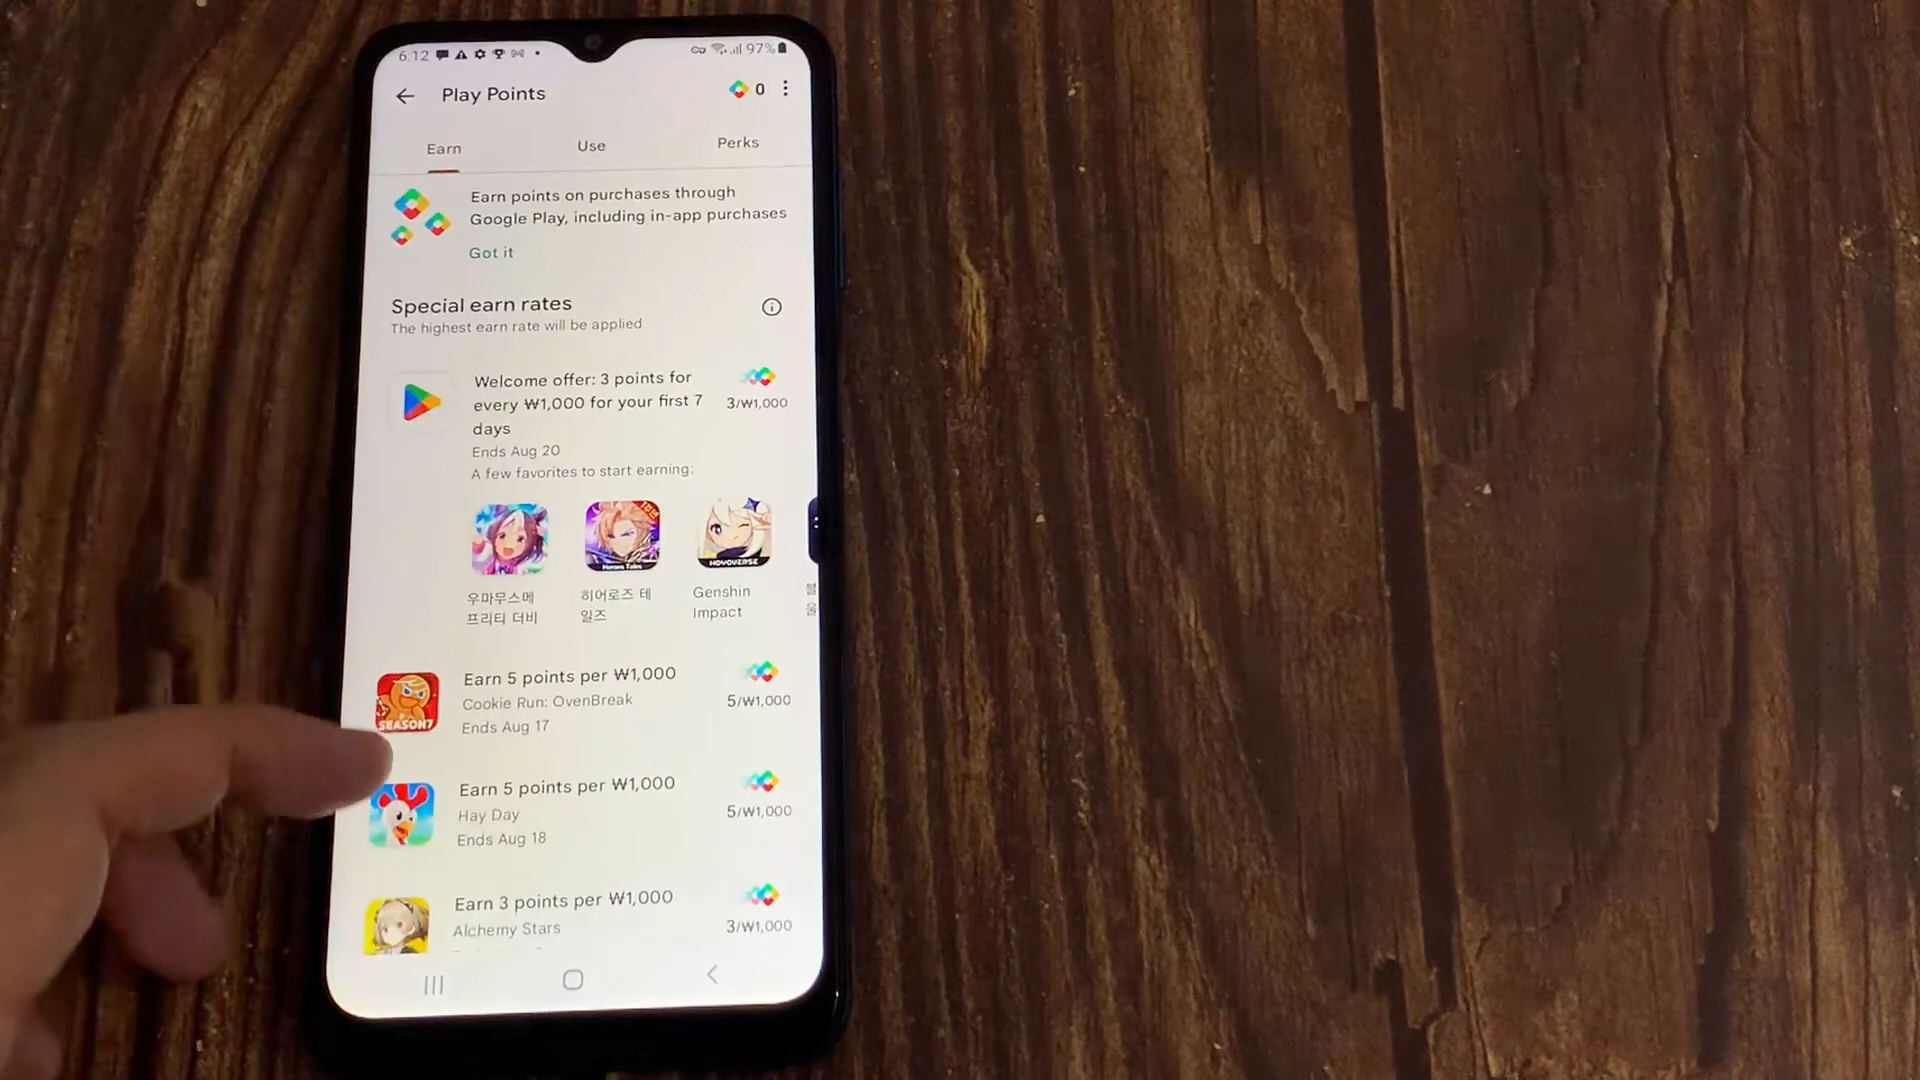 6:12
97%
Play Points
0
Earn
Use
Perks
Earn points on purchases through
Google Play, including in-app purchases
Got it
Special earn rates
The highest earn rate will be applied
Welcome offer: 3 points for
every ₩1,000 for your first 7
days
3/₩1,000
Ends Aug 20
A few favorites to start earning:
Heroes Tales
HOYOVERSE
우마무스메
프리티 더비
히어로즈 테
일즈
Genshin
Impact
Earn 5 points per ₩1,000
Cookie Run: OvenBreak
Ends Aug 17
5/₩1,000
SEASON7
Earn 5 points per ₩1,000
Hay Day
Ends Aug 18
5/₩1,000
Earn 3 points per ₩1,000
Alchemy Stars
3/₩1,000